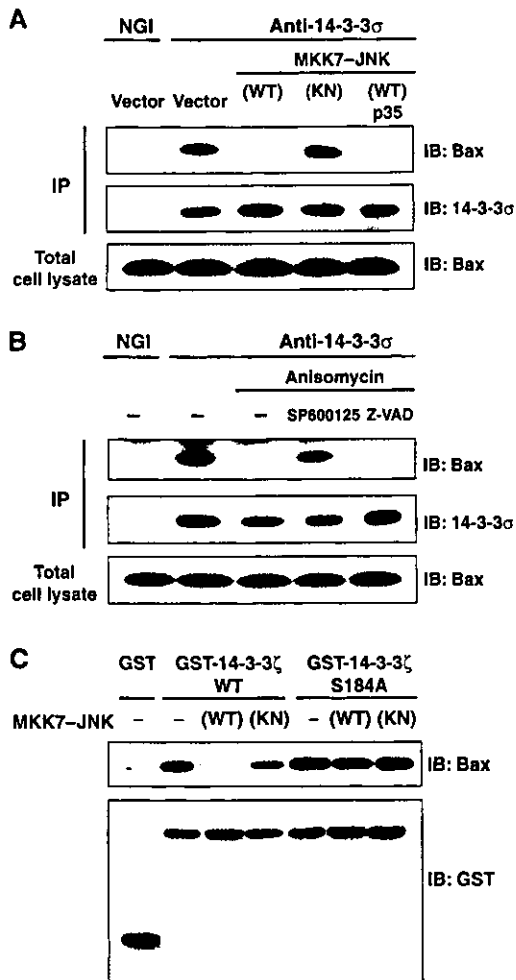 A
NGI Anti-14-3-3σ
MKK7–JNK
Vector Vector (WT) (KN) (WT)
p35
IP
IB: Bax
IB: 14-3-3σ
Total
cell lysate
IB: Bax
B
NGI Anti-14-3-3σ
Anisomycin
– – – SP600125 Z-VAD
IP
IB: Bax
IB: 14-3-3σ
Total
cell lysate
IB: Bax
C
GST GST-14-3-3ζ GST-14-3-3ζ
WT S184A
MKK7–JNK – – (WT) (KN) – (WT) (KN)
IB: Bax
IB: GST